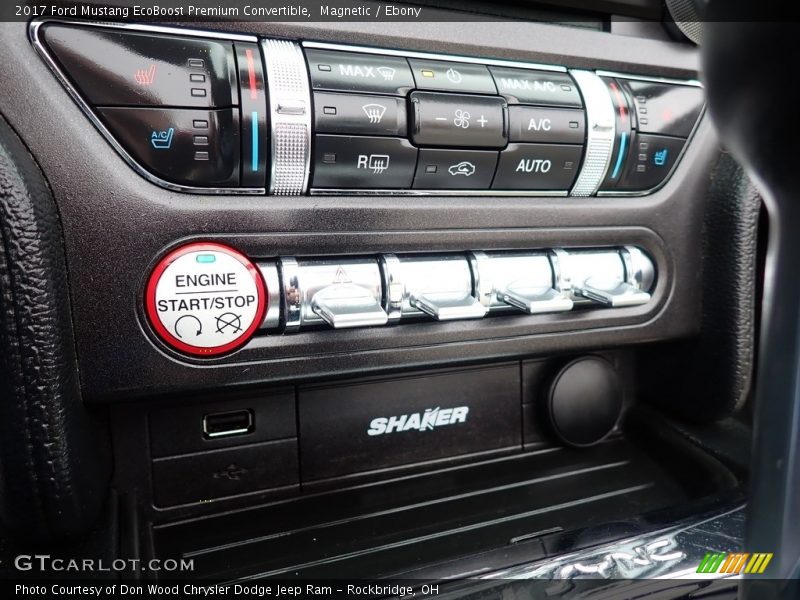 2017 Ford Mustang EcoBoost Premium Convertible,  Magnetic / Ebony
MAX
MAX A/C
A/C
- +
A/C
R
AUTO
ENGINE
START/STOP
SHAKER
GTCARLOT.COM
Photo Courtesy of Don Wood Chrysler Dodge Jeep Ram – Rockbridge, OH